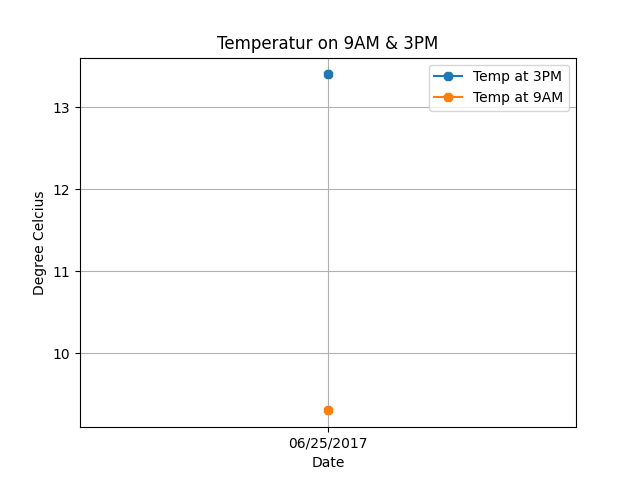 Temperatur on 9AM & 3PM
Temp at 3PM
Temp at 9AM
Degree Celcius
13
12
11
10
06/25/2017
Date